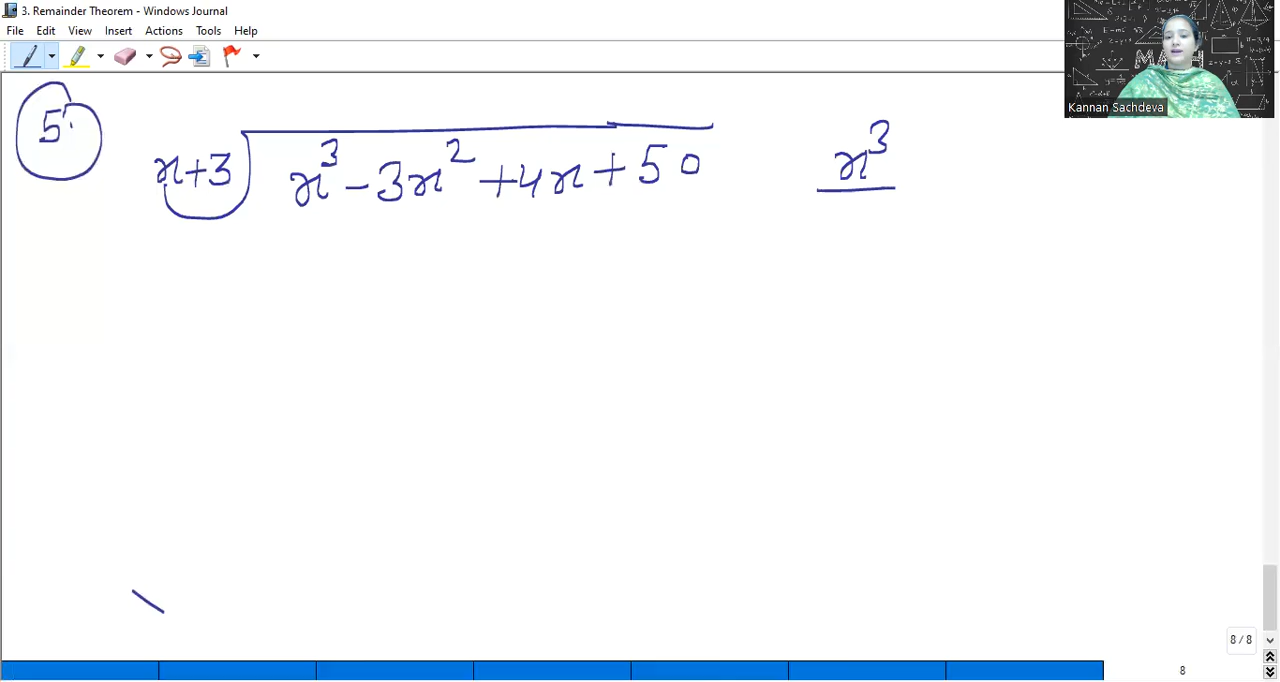 3. Remainder Theorem - Windows Journal
File Edit View Insert Actions Tools Help
Kannan Sachdeva
5.
x+3 x³ - 3x² + 4x + 50 x³
8 / 8
8